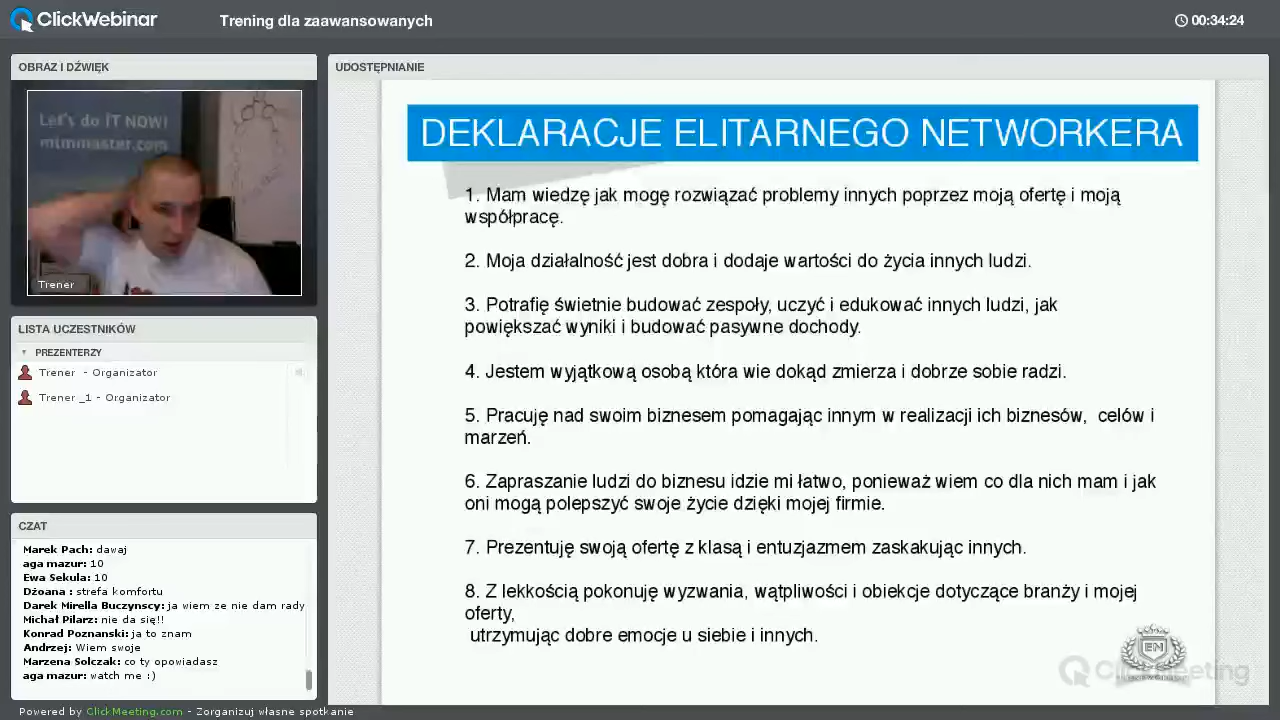 ClickWebinar
Trening dla zaawansowanych
00:34:24
OBRAZ I DŹWIĘK
Let's do IT NOW!
mlmmaster.com
Trener
LISTA UCZESTNIKÓW
PREZENTERZY
Trener - Organizator
Trener _1 - Organizator
CZAT
Marek Pach: dawaj
aga mazur: 10
Ewa Sekula: 10
Dżoana : strefa komfortu
Darek Mirella Buczynscy: ja wiem ze nie dam rady
Michał Pilarz: nie da się!!
Konrad Poznanski: ja to znam
Andrzej: Wiem swoje
Marzena Solczak: co ty opowiadasz
aga mazur: watch me :)
UDOSTĘPNIANIE
DEKLARACJE ELITARNEGO NETWORKERA
1. Mam wiedzę jak mogę rozwiązać problemy innych poprzez moją ofertę i moją
współpracę.
2. Moja działalność jest dobra i dodaje wartości do życia innych ludzi.
3. Potrafię świetnie budować zespoły, uczyć i edukować innych ludzi, jak
powiększać wyniki i budować pasywne dochody.
4. Jestem wyjątkową osobą która wie dokąd zmierza i dobrze sobie radzi.
5. Pracuję nad swoim biznesem pomagając innym w realizacji ich biznesów, celów i
marzeń.
6. Zapraszanie ludzi do biznesu idzie mi łatwo, ponieważ wiem co dla nich mam i jak
oni mogą polepszyć swoje życie dzięki mojej firmie.
7. Prezentuję swoją ofertę z klasą i entuzjazmem zaskakując innych.
8. Z lekkością pokonuję wyzwania, wątpliwości i obiekcje dotyczące branży i mojej
oferty,
utrzymując dobre emocje u siebie i innych.
EN
ClickMeeting
Powered by ClickMeeting.com - Zorganizuj własne spotkanie